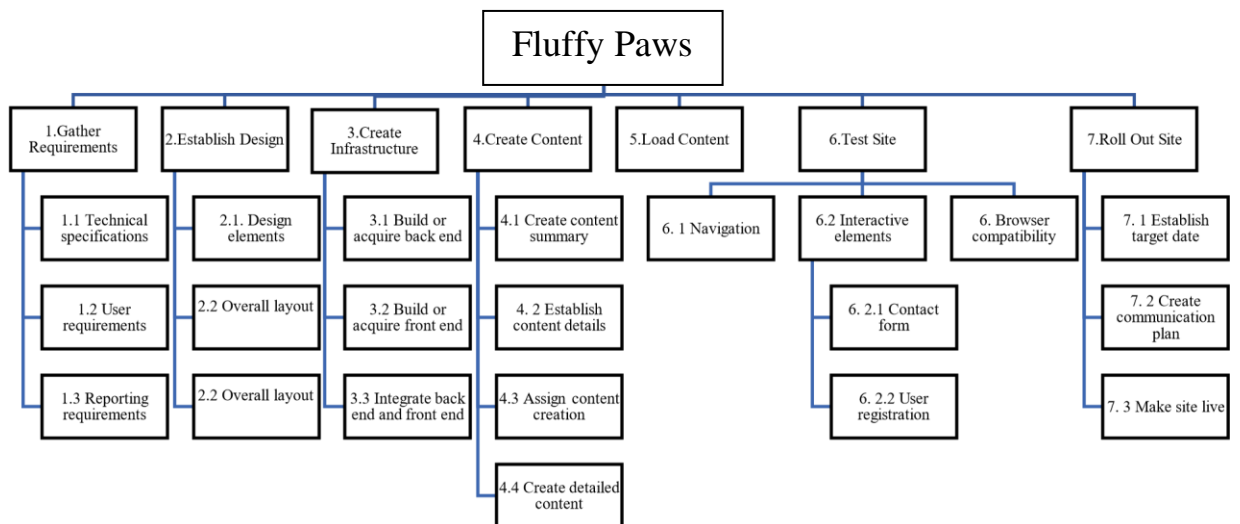 Fluffy Paws
1.Gather
Requirements
2.Establish Design
3.Create
Infrastructure
4.Create Content
5.Load Content
6.Test Site
7.Roll Out Site
1.1 Technical
specifications
2.1. Design
elements
3.1 Build or
acquire back end
4.1 Create content
summary
6. 1 Navigation
6.2 Interactive
elements
6. Browser
compatibility
7. 1 Establish
target date
1.2 User
requirements
2.2 Overall layout
3.2 Build or
acquire front end
4. 2 Establish
content details
6. 2.1 Contact
form
7. 2 Create
communication
plan
1.3 Reporting
requirements
2.2 Overall layout
3.3 Integrate back
end and front end
4.3 Assign content
creation
6. 2.2 User
registration
7. 3 Make site live
4.4 Create detailed
content